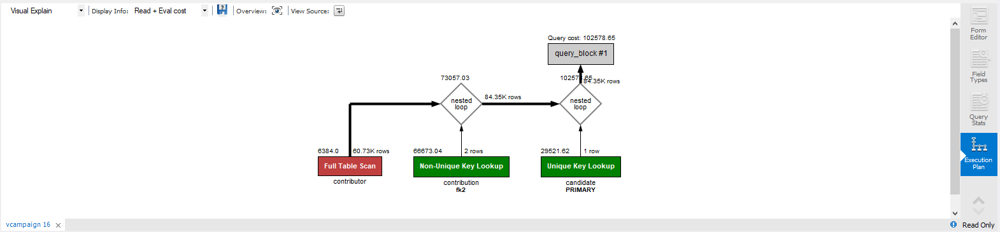 Visual Explain
Display Info:
Read + Eval cost
Overview:
View Source:
Form
Editor
Field
Types
Query
Stats
Execution
Plan
Query cost: 102578.65
query_block #1
73057.03
102578.65
84.35K rows
nested
loop
84.35K rows
nested
loop
6384.0
60.73K rows
66673.04
2 rows
29521.62
1 row
Full Table Scan
Non-Unique Key Lookup
Unique Key Lookup
contributor
contribution
fk2
candidate
PRIMARY
vcampaign 16
Read Only